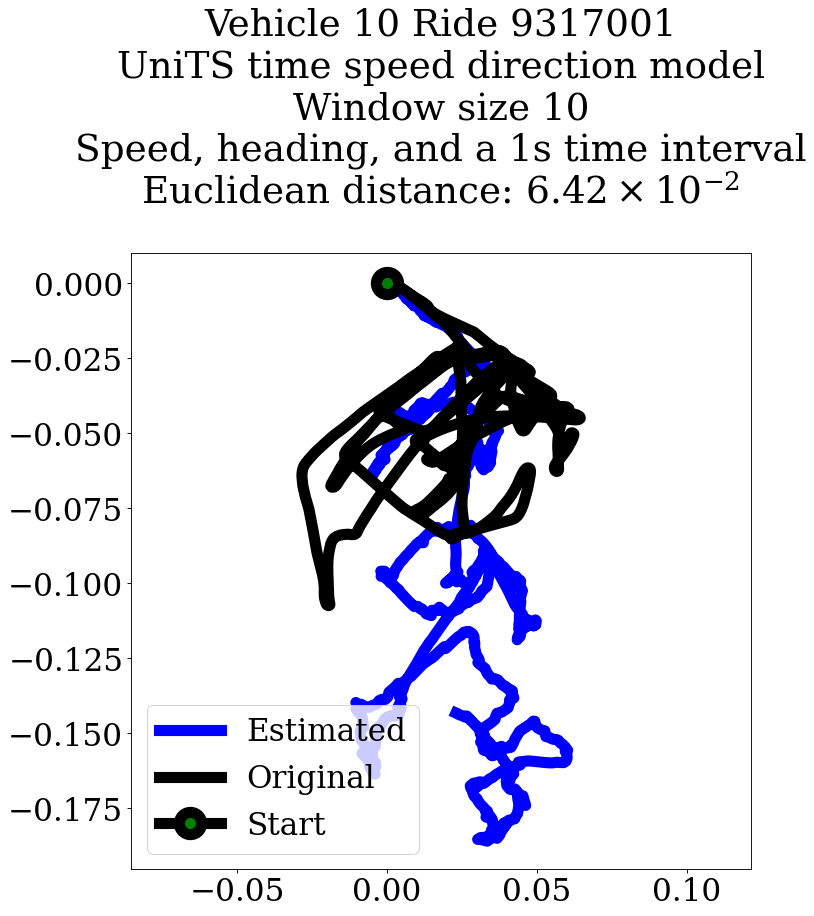 Vehicle 10 Ride 9317001
UniTS time speed direction model
Window size 10
Speed, heading, and a 1s time interval
Euclidean distance: 6.42 × 10⁻²
0.000
−0.025
−0.050
−0.075
−0.100
−0.125
−0.150
−0.175
Estimated
Original
Start
−0.05 0.00 0.05 0.10